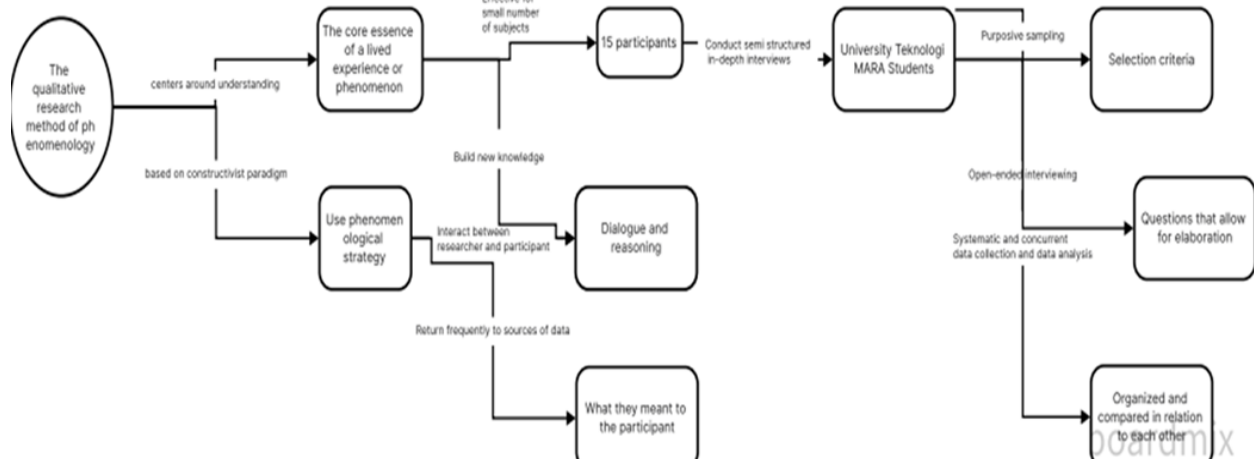 The
qualitative
research
method of ph
enomenology
centers around understanding
based on constructivist paradigm
The core essence
of a lived
experience or
phenomenon
Use phenomen
ological
strategy
Effective for
small number
of subjects
Build new knowledge
Interact between
researcher and participant
Return frequently to sources of data
15 participants
Dialogue and
reasoning
What they meant to
the participant
Conduct semi structured
in-depth interviews
University Teknologi
MARA Students
Purposive sampling
Open-ended interviewing
Systematic and concurrent
data collection and data analysis
Selection criteria
Questions that allow
for elaboration
Organized and
compared in relation
to each other
boardmix